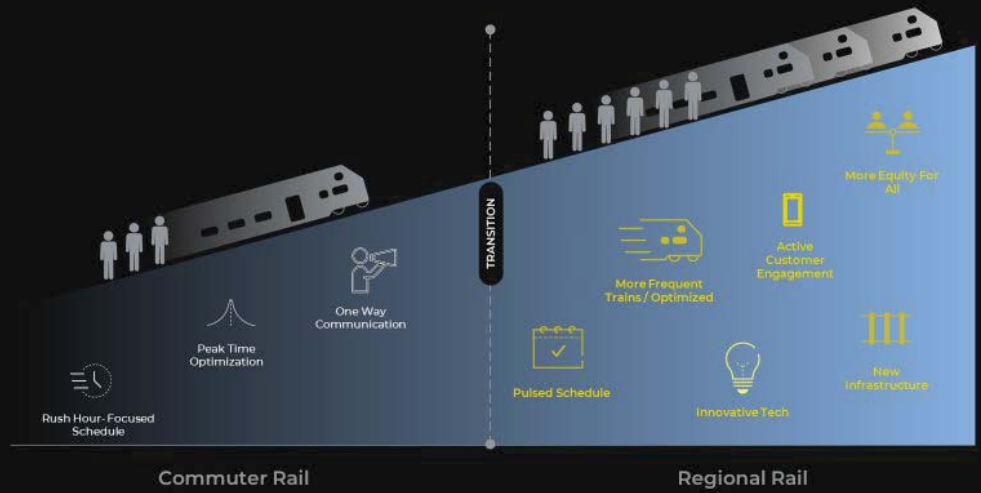 TRANSITION
More Equity For
All
Active
Customer
Engagement
More Frequent
Trains / Optimized
One Way
Communication
Peak Time
Optimization
New
Infrastructure
Pulsed Schedule
Innovative Tech
Rush Hour-Focused
Schedule
Commuter Rail
Regional Rail